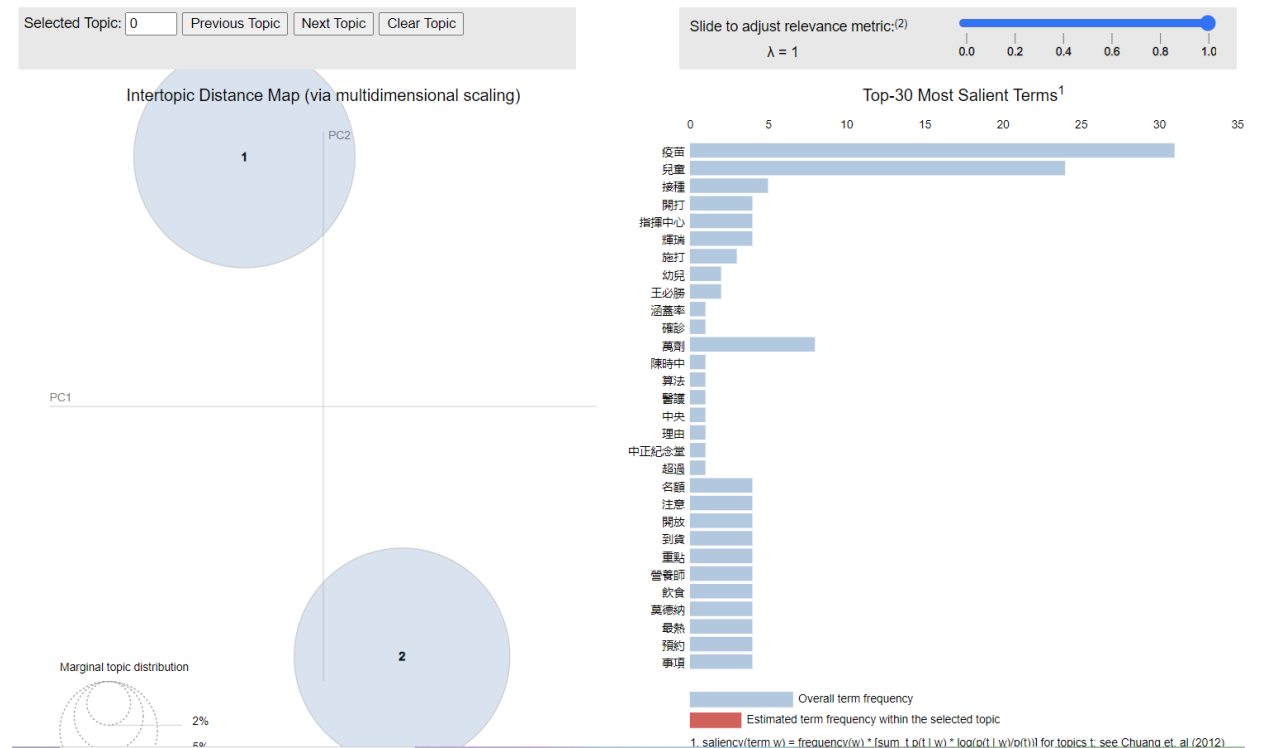 Selected Topic: 0 Previous Topic Next Topic Clear Topic
Slide to adjust relevance metric:(2)
λ = 1
0.0 0.2 0.4 0.6 0.8 1.0
Intertopic Distance Map (via multidimensional scaling)
PC2
1
PC1
2
Marginal topic distribution
2%
5%
Top-30 Most Salient Terms1
0 5 10 15 20 25 30 35
疫苗
兒童
接種
開打
指揮中心
輝瑞
施打
幼兒
王必勝
涵蓋率
確診
萬劑
陳時中
算法
醫護
中央
理由
中正紀念堂
超過
名額
注意
開放
到貨
重點
營養師
飲食
莫德納
最熱
預約
事項
Overall term frequency
Estimated term frequency within the selected topic
1. saliency(term w) = frequency(w) * [sum_t p(t | w) * log(p(t | w)/p(t))] for topics t; see Chuang et. al (2012)